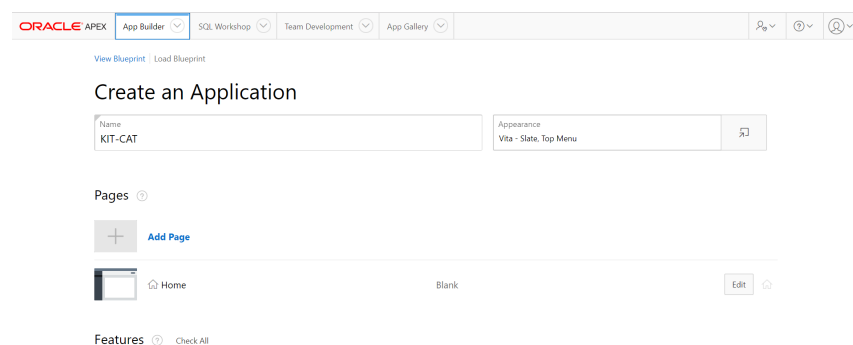 ORACLE APEX App Builder SQL Workshop Team Development App Gallery
View Blueprint Load Blueprint
Create an Application
Name
KIT-CAT
Appearance
Vita - Slate, Top Menu
Pages
Add Page
Home Blank Edit
Features Check All